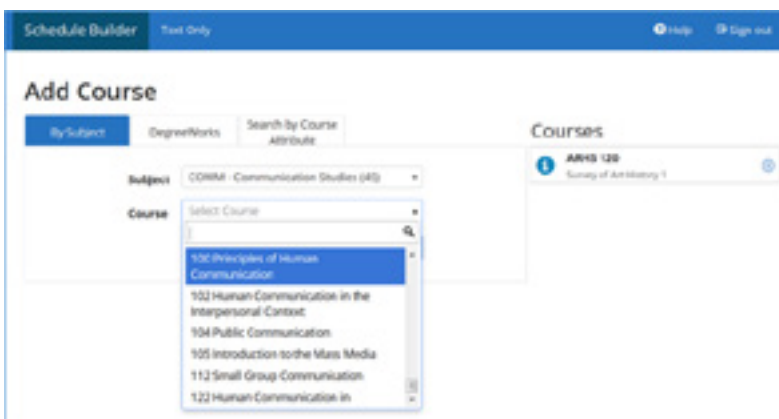 Schedule Builder Text Only Help Sign out
Add Course
By Subject DegreeWorks Search by Course
Attribute
Subject COMM - Communication Studies (45)
Course Select Course
100 Principles of Human
Communication
102 Human Communication in the
Interpersonal Context
104 Public Communication
105 Introduction to the Mass Media
112 Small Group Communication
122 Human Communication in
Courses
ARHS 120
Survey of Art History 1